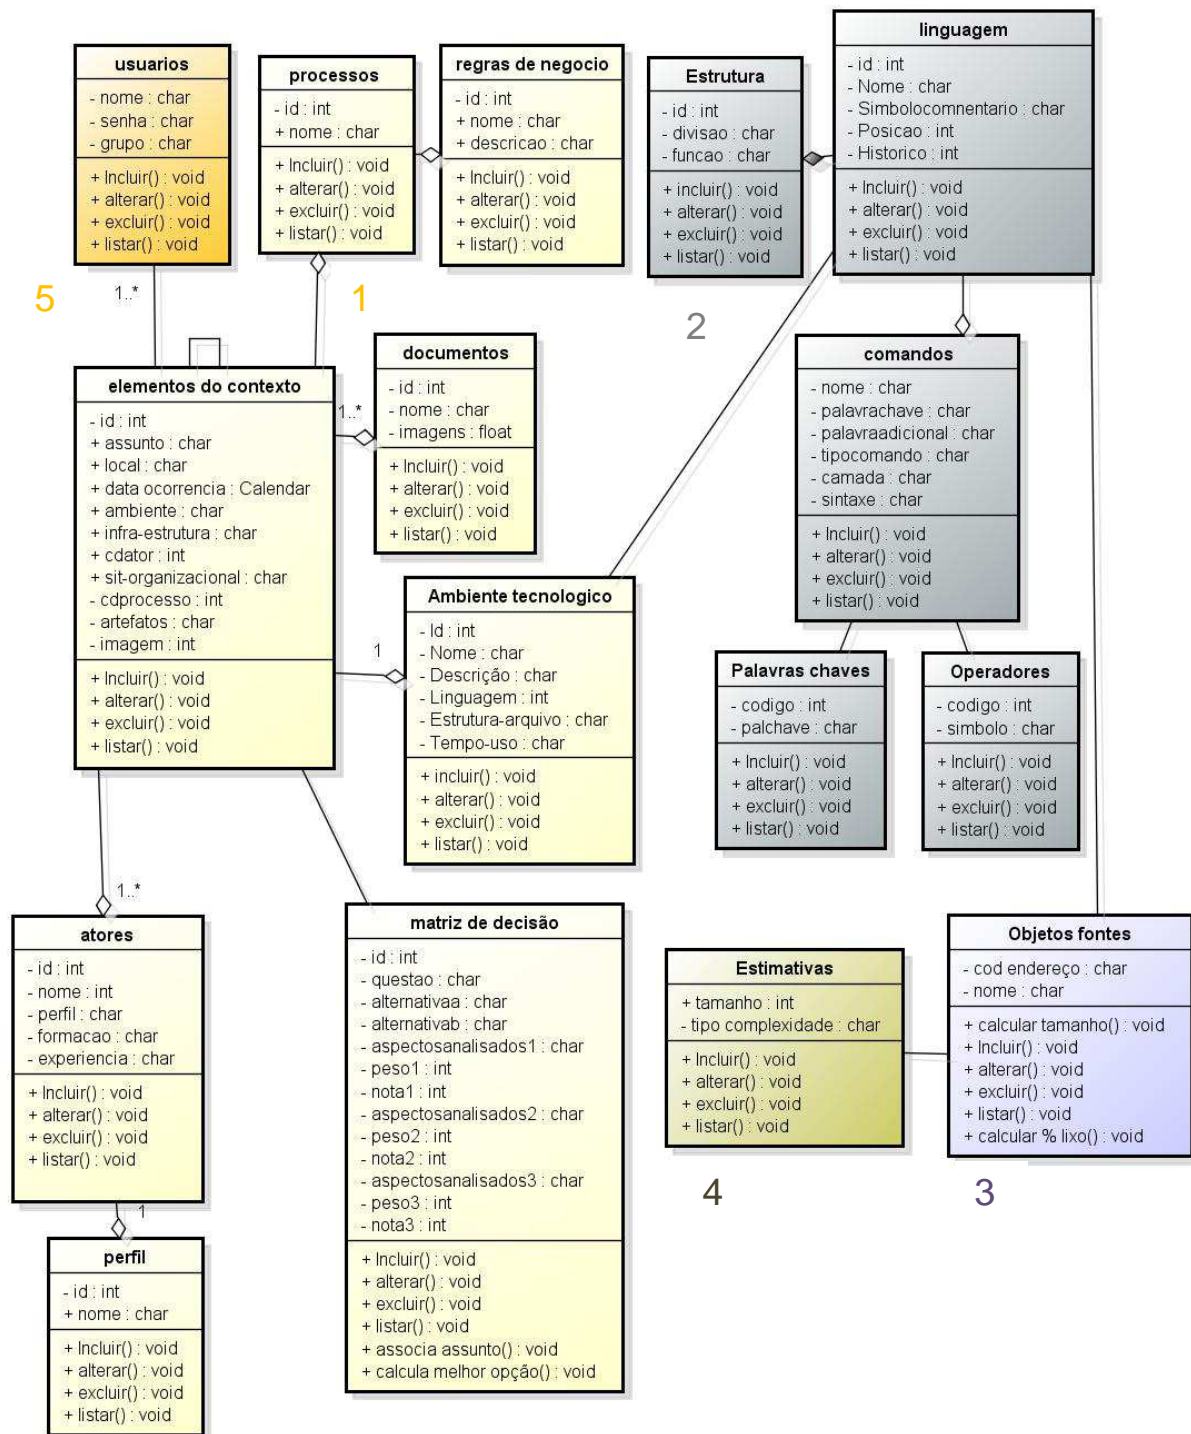 usuarios
- nome : char
- senha : char
- grupo : char
+ Incluir() : void
+ alterar() : void
+ excluir() : void
+ listar() : void
5
1..*
processos
- id : int
+ nome : char
+ Incluir() : void
+ alterar() : void
+ excluir() : void
+ listar() : void
1
regras de negocio
- id : int
+ nome : char
+ descricao : char
+ Incluir() : void
+ alterar() : void
+ excluir() : void
+ listar() : void
Estrutura
- id : int
- divisao : char
- funcao : char
+ incluir() : void
+ alterar() : void
+ excluir() : void
+ listar() : void
2
linguagem
- id : int
- Nome : char
- Simbolocomnentario : char
- Posicao : int
- Historico : int
+ Incluir() : void
+ alterar() : void
+ excluir() : void
+ listar() : void
elementos do contexto
- id : int
+ assunto : char
+ local : char
+ data ocorrencia : Calendar
+ ambiente : char
+ infra-estrutura : char
+ cdator : int
+ sit-organizacional : char
- cdprocesso : int
- artefatos : char
- imagem : int
+ Incluir() : void
+ alterar() : void
+ excluir() : void
+ listar() : void
1..*
documentos
- id : int
- nome : char
- imagens : float
+ Incluir() : void
+ alterar() : void
+ excluir() : void
+ listar() : void
comandos
- nome : char
- palavrachave : char
- palavraadicional : char
- tipocomando : char
- camada : char
- sintaxe : char
+ Incluir() : void
+ alterar() : void
+ excluir() : void
+ listar() : void
1
Ambiente tecnologico
- Id : int
- Nome : char
- Descrição : char
- Linguagem : int
- Estrutura-arquivo : char
- Tempo-uso : char
+ incluir() : void
+ alterar() : void
+ excluir() : void
+ listar() : void
Palavras chaves
- codigo : int
- palchave : char
+ Incluir() : void
+ alterar() : void
+ excluir() : void
+ listar() : void
Operadores
- codigo : int
- simbolo : char
+ Incluir() : void
+ alterar() : void
+ excluir() : void
+ listar() : void
1..*
atores
- id : int
- nome : int
- perfil : char
- formacao : char
- experiencia : char
+ Incluir() : void
+ alterar() : void
+ excluir() : void
+ listar() : void
1
perfil
- id : int
+ nome : char
+ Incluir() : void
+ alterar() : void
+ excluir() : void
+ listar() : void
matriz de decisão
- id : int
- questao : char
- alternativaa : char
- alternativab : char
- aspectosanalisados1 : char
- peso1 : int
- nota1 : int
- aspectosanalisados2 : char
- peso2 : int
- nota2 : int
- aspectosanalisados3 : char
- peso3 : int
- nota3 : int
+ Incluir() : void
+ alterar() : void
+ excluir() : void
+ listar() : void
+ associa assunto() : void
+ calcula melhor opção() : void
Estimativas
+ tamanho : int
- tipo complexidade : char
+ Incluir() : void
+ alterar() : void
+ excluir() : void
+ listar() : void
4
Objetos fontes
- cod endereço : char
- nome : char
+ calcular tamanho() : void
+ Incluir() : void
+ alterar() : void
+ excluir() : void
+ listar() : void
+ calcular % lixo() : void
3